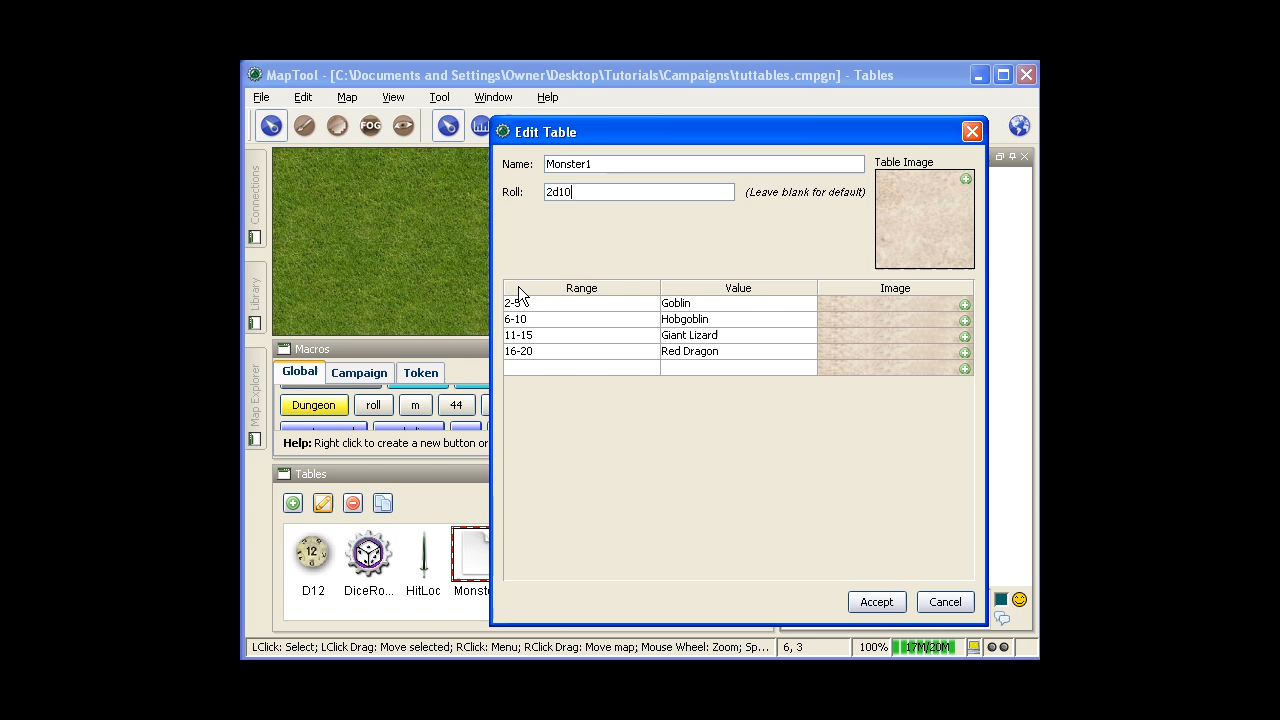 MapTool - [C:\Documents and Settings\Owner\Desktop\Tutorials\Campaigns\tuttables.cmpgn] - Tables
File Edit Map View Tool Window Help
FOG
Edit Table
Name: Monster1
Table Image
Roll: 2d10 (Leave blank for default)
Range Value Image
Goblin
6-10 Hobgoblin
11-15 Giant Lizard
16-20 Red Dragon
Accept Cancel
Connections
Library
Map Explorer
Macros
Global Campaign Token
Dungeon roll m 44
Help: Right click to create a new button or
Tables
12
D12 DiceRo... HitLoc Monste
LClick: Select; LClick Drag: Move selected; RClick: Menu; RClick Drag: Move map; Mouse Wheel: Zoom; Sp... 6, 3 100% 17M/20M